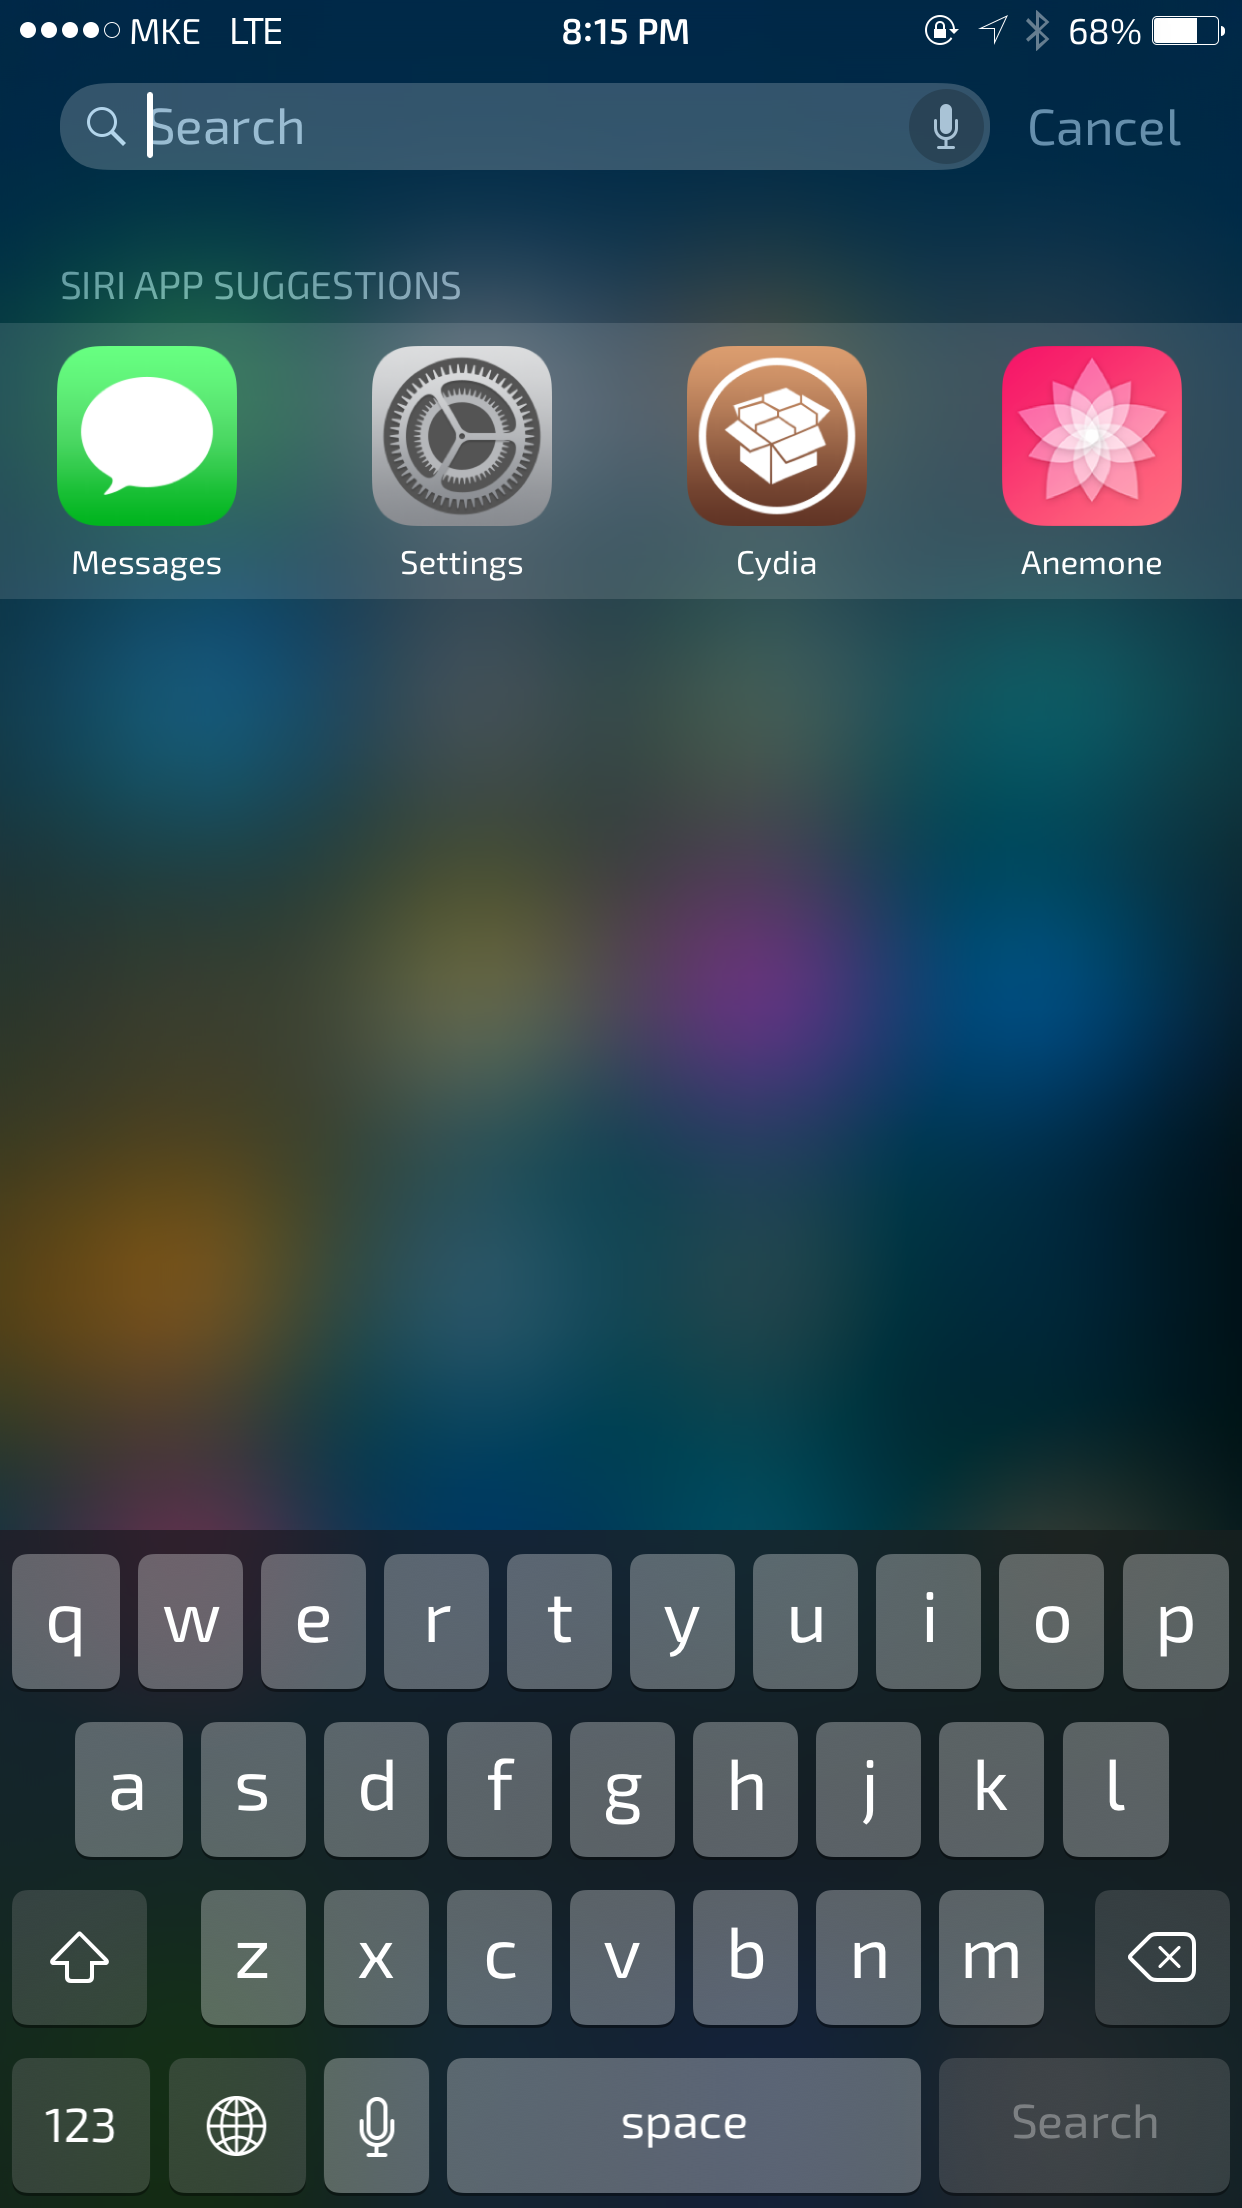 MKE LTE 8:15 PM 68%
Search Cancel
SIRI APP SUGGESTIONS
Messages Settings Cydia Anemone
q w e r t y u i o p
a s d f g h j k l
z x c v b n m
123 space Search